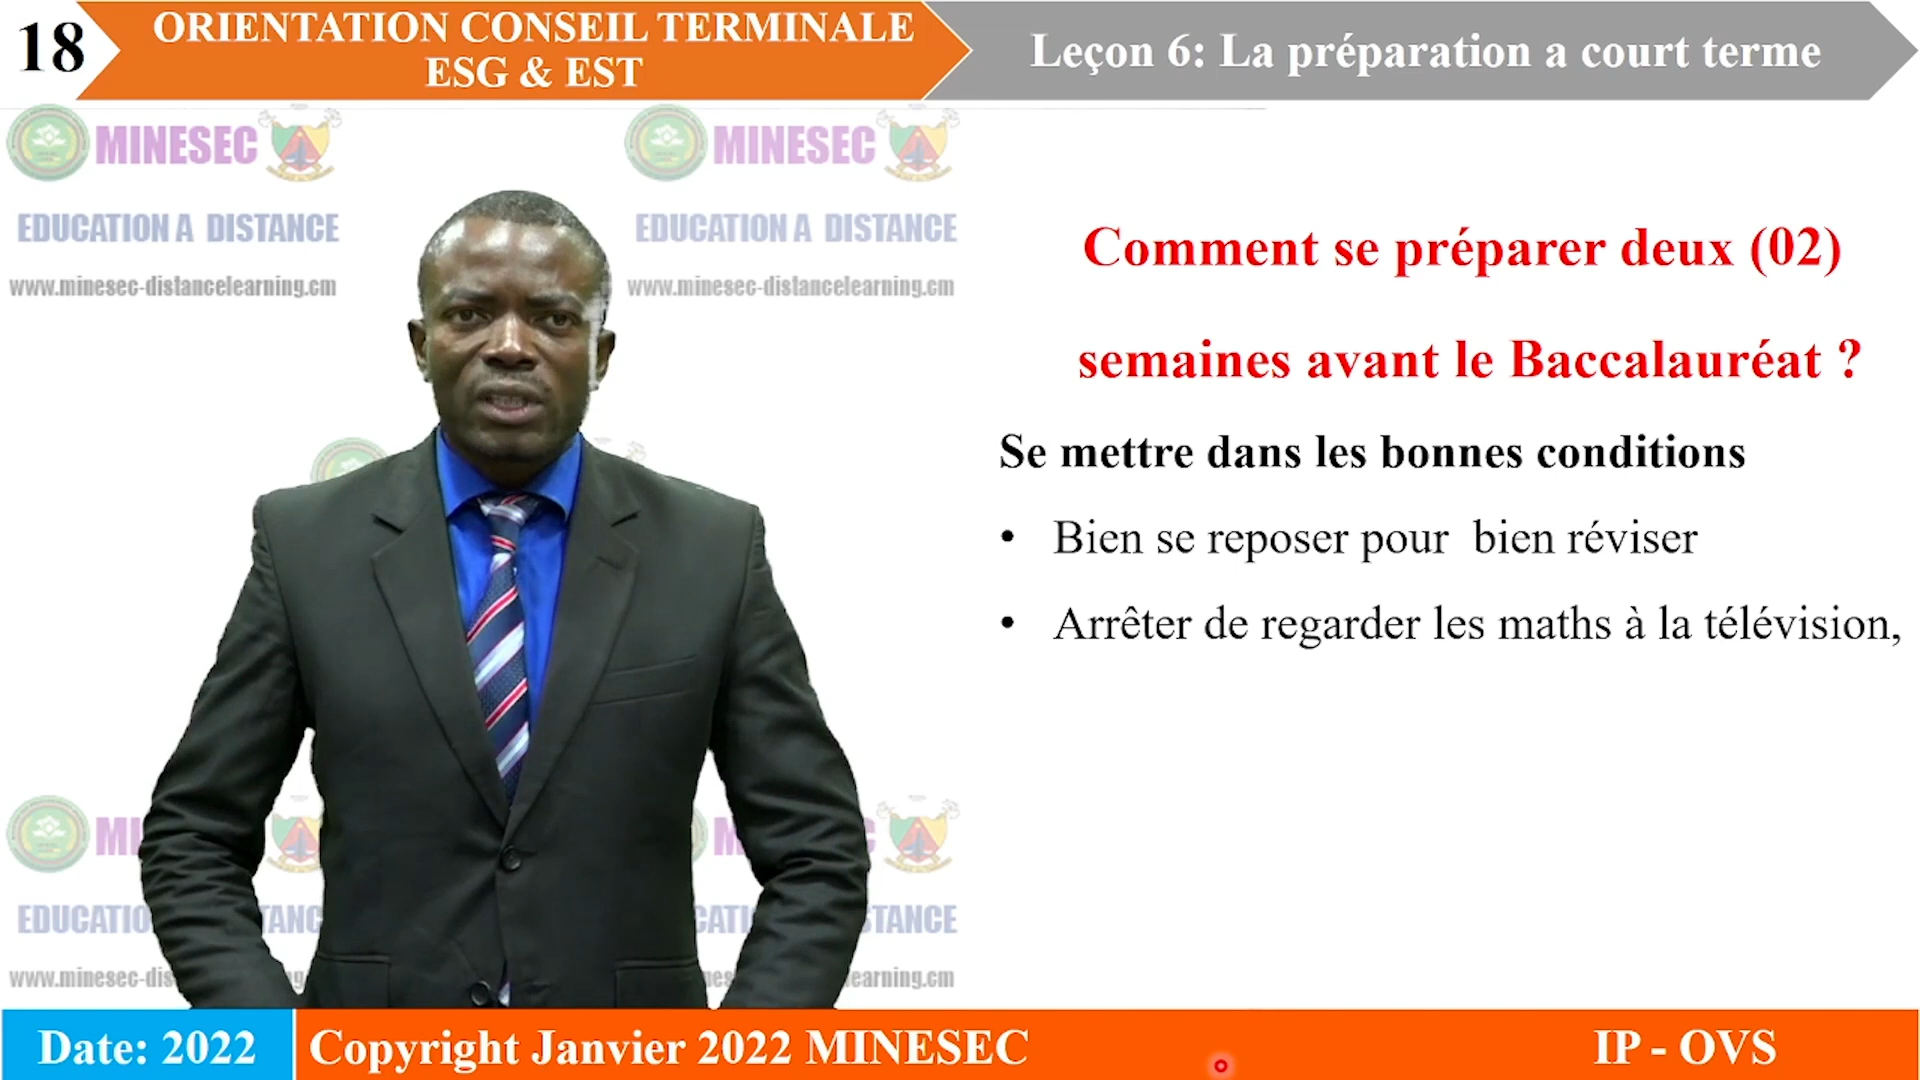 18
ORIENTATION CONSEIL TERMINALE
ESG & EST
Leçon 6: La préparation a court terme
MINESEC
MINESEC
EDUCATION A DISTANCE
EDUCATION A DISTANCE
www.minesec-distancelearning.cm
www.minesec-distancelearning.cm
Comment se préparer deux (02)
semaines avant le Baccalauréat ?
Se mettre dans les bonnes conditions
• Bien se reposer pour bien réviser
• Arrêter de regarder les maths à la télévision,
Date: 2022
Copyright Janvier 2022 MINESEC
IP - OVS